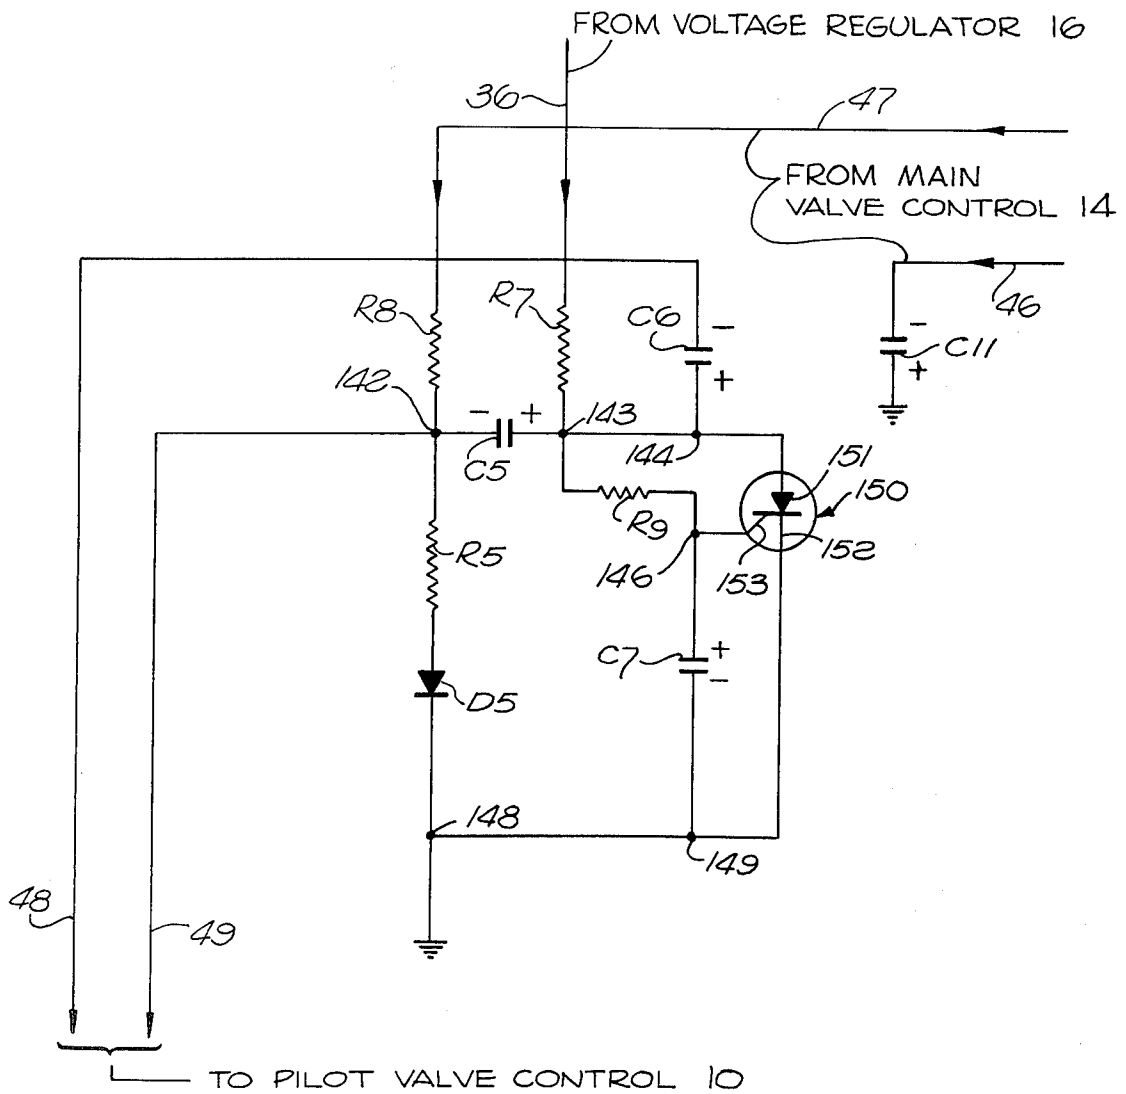 FROM VOLTAGE REGULATOR 16
36
47
FROM MAIN
VALVE CONTROL 14
46
R8
R7
C6
−
+
−
C11
+
142
−
+
143
C5
144
151
150
R9
152
R5
146
153
C7
+
−
D5
148
149
48
49
TO PILOT VALVE CONTROL 10